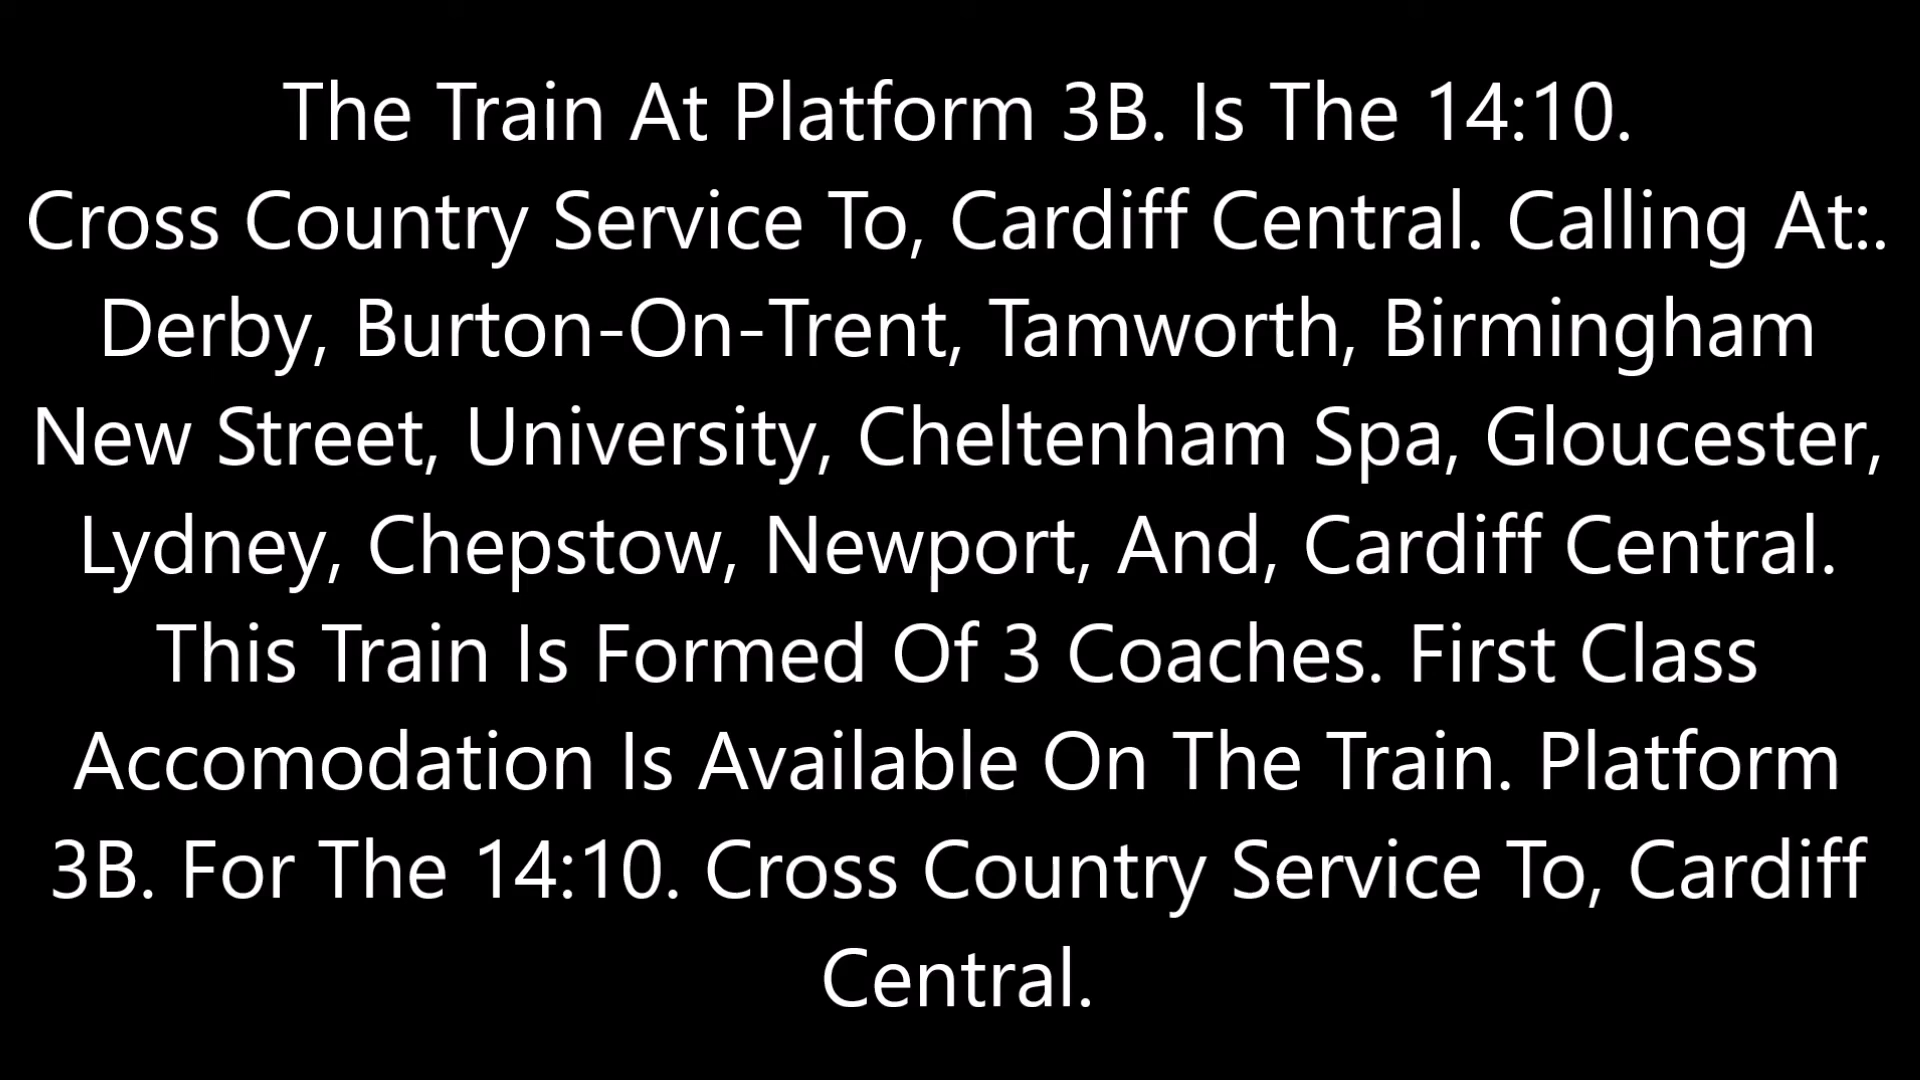 The Train At Platform 3B. Is The 14:10.
Cross Country Service To, Cardiff Central. Calling At:.
Derby, Burton-On-Trent, Tamworth, Birmingham
New Street, University, Cheltenham Spa, Gloucester,
Lydney, Chepstow, Newport, And, Cardiff Central.
This Train Is Formed Of 3 Coaches. First Class
Accomodation Is Available On The Train. Platform
3B. For The 14:10. Cross Country Service To, Cardiff
Central.